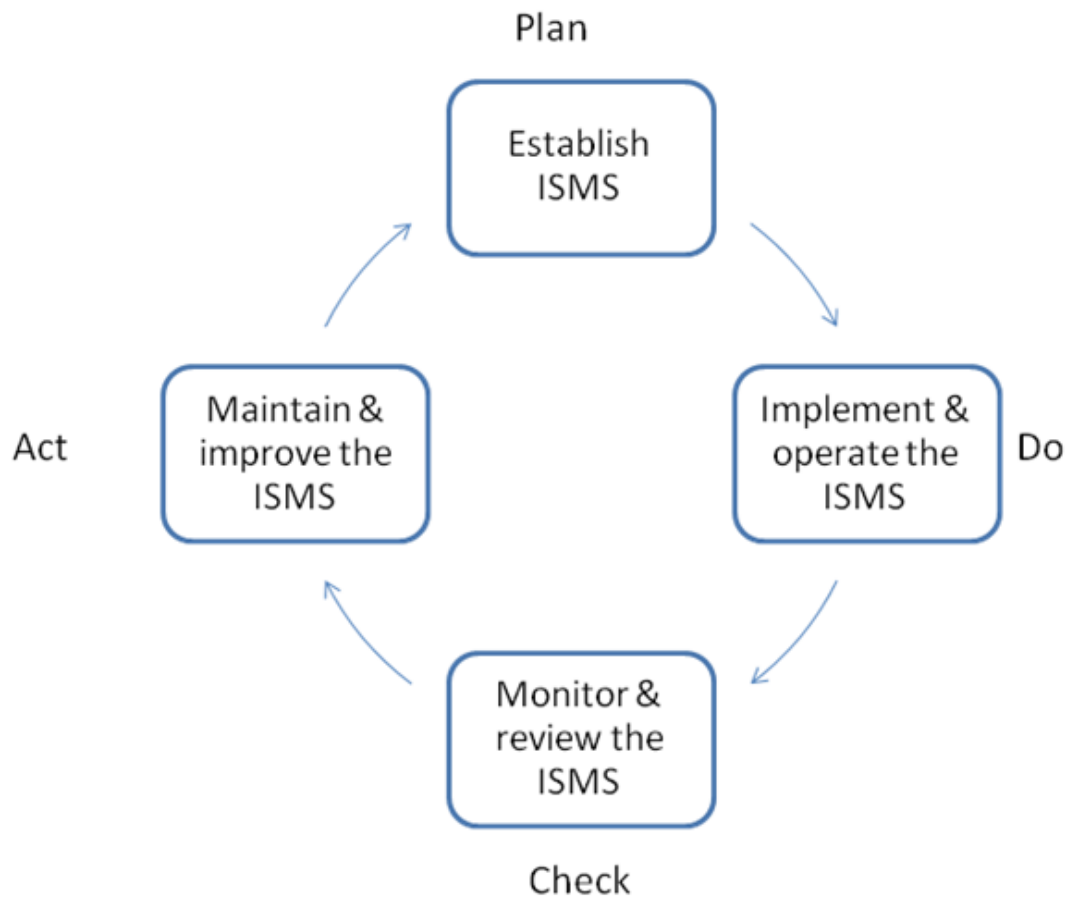 Plan
Establish
ISMS
Implement &
operate the
ISMS
Do
Monitor &
review the
ISMS
Check
Maintain &
improve the
ISMS
Act